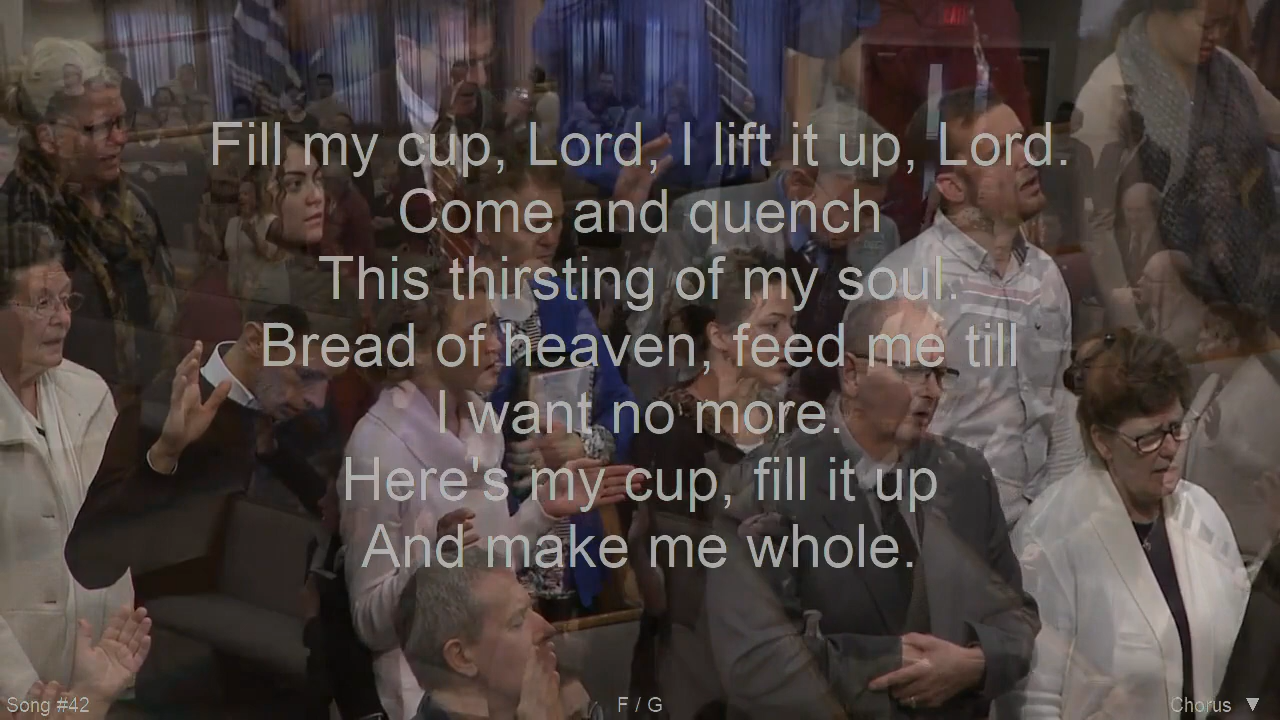 EXIT
Fill my cup, Lord, I lift it up, Lord.
Come and quench
This thirsting of my soul.
Bread of heaven, feed me till
I want no more.
Here's my cup, fill it up
And make me whole.
Song #42
F / G
Chorus ▼